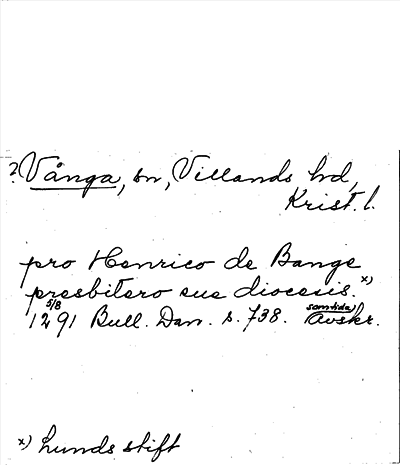 ? Vånga, sn, Villands hd,
Krist. l.
pro Henrico de Bange
presbitero sue diocesis. x)
5/8
1291 Bull. Dan. s. 738. samtida Avskr.
x) Lunds stift